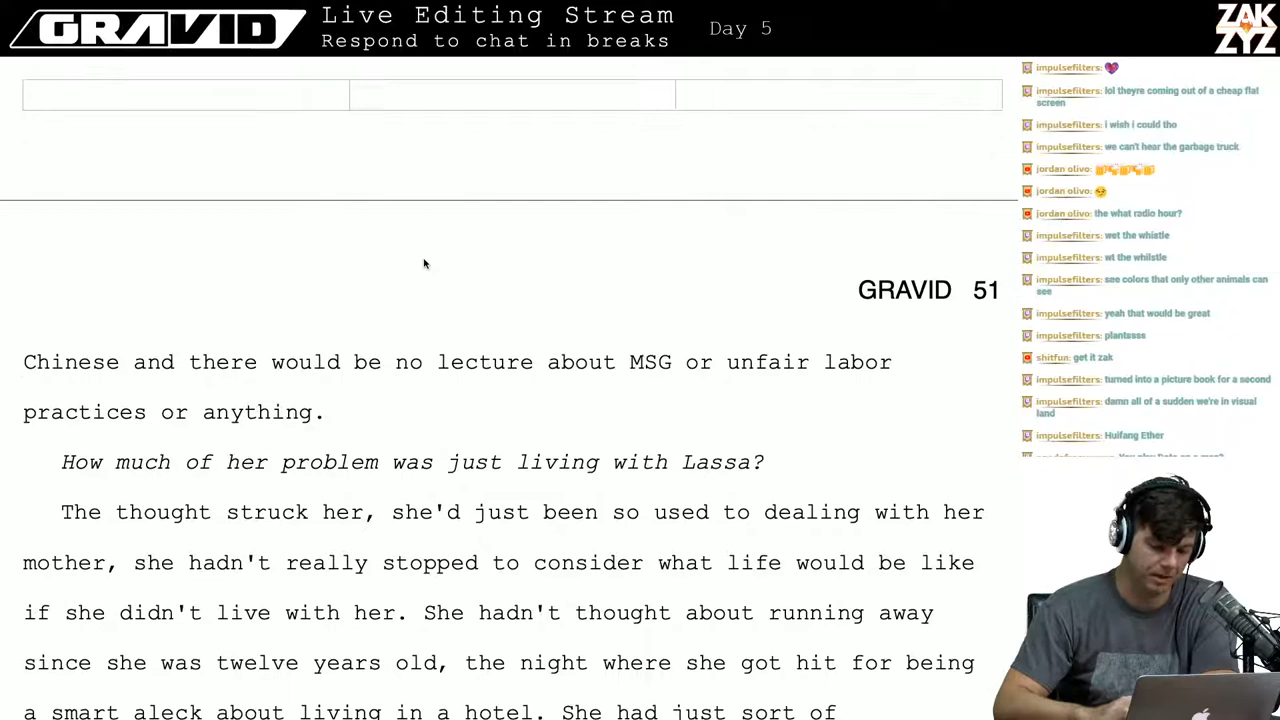 GRAVID
Live Editing Stream
Respond to chat in breaks
Day 5
ZAK
ZYZ
GRAVID 51
Chinese and there would be no lecture about MSG or unfair labor
practices or anything.
How much of her problem was just living with Lassa?
The thought struck her, she'd just been so used to dealing with her
mother, she hadn't really stopped to consider what life would be like
if she didn't live with her. She hadn't thought about running away
since she was twelve years old, the night where she got hit for being
a smart aleck about living in a hotel. She had just sort of
impulsefilters:
impulsefilters: lol theyre coming out of a cheap flat
screen
impulsefilters: i wish i could tho
impulsefilters: we can't hear the garbage truck
jordan olivo:
jordan olivo:
jordan olivo: the what radio hour?
impulsefilters: wet the whistle
impulsefilters: wt the whilstle
impulsefilters: see colors that only other animals can
see
impulsefilters: yeah that would be great
impulsefilters: plantssss
shitfun: get it zak
impulsefilters: turned into a picture book for a second
impulsefilters: damn all of a sudden we're in visual
land
impulsefilters: Huifang Ether